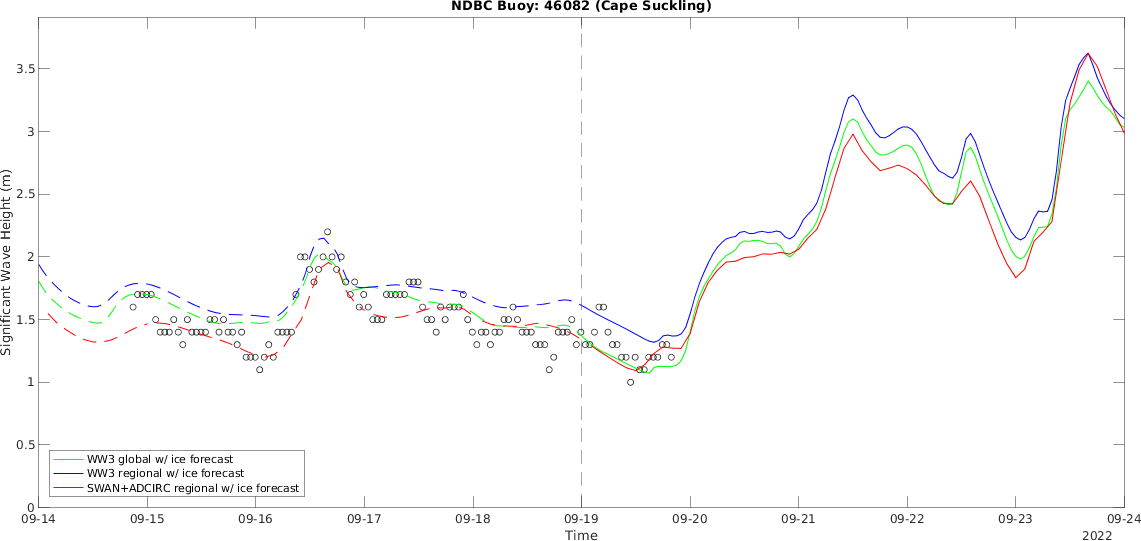 NDBC Buoy: 46082 (Cape Suckling)
3.5
3
2.5
2
1.5
1
0.5
0
Significant Wave Height (m)
WW3 global w/ ice forecast
WW3 regional w/ ice forecast
SWAN+ADCIRC regional w/ ice forecast
09-14 09-15 09-16 09-17 09-18 09-19 09-20 09-21 09-22 09-23 09-24
Time
2022